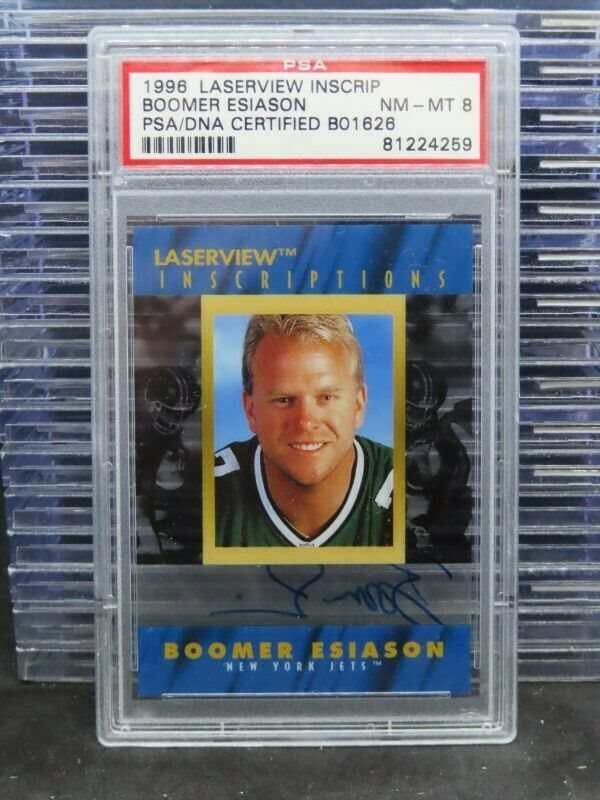 PSA
1996 LASERVIEW INSCRIP
BOOMER ESIASON NM-MT 8
PSA/DNA CERTIFIED B01626
81224259
LASERVIEW™
INSCRIPTIONS
BOOMER ESIASON
NEW YORK JETS™